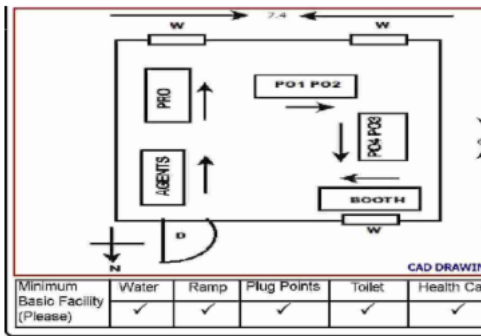 7.4
W W
PO1 PO2
PRO
PO4 PO3
AGENTS
BOOTH
D
W
N
CAD DRAWIN
Minimum Basic Facility (Please) Water Ramp Plug Points Toilet Health Ca
✓ ✓ ✓ ✓ ✓